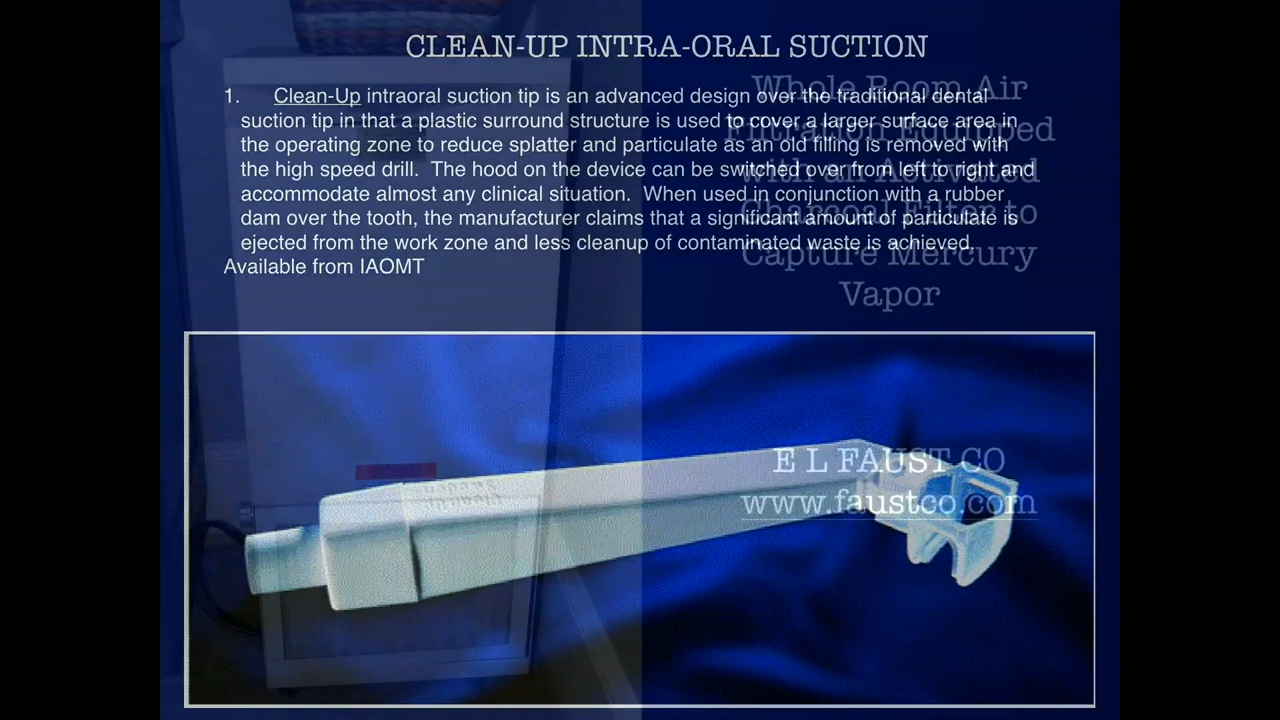 CLEAN-UP INTRA-ORAL SUCTION
1. Clean-Up intraoral suction tip is an advanced design over the traditional dental
suction tip in that a plastic surround structure is used to cover a larger surface area in
the operating zone to reduce splatter and particulate as an old filling is removed with
the high speed drill. The hood on the device can be switched over from left to right and
accommodate almost any clinical situation. When used in conjunction with a rubber
dam over the tooth, the manufacturer claims that a significant amount of particulate is
ejected from the work zone and less cleanup of contaminated waste is achieved.
Available from IAOMT
Whole Room Air
Filtration Equipped
with an Activated
Charcoal Filter to
Capture Mercury
Vapor
E L FAUST CO
www.faustco.com